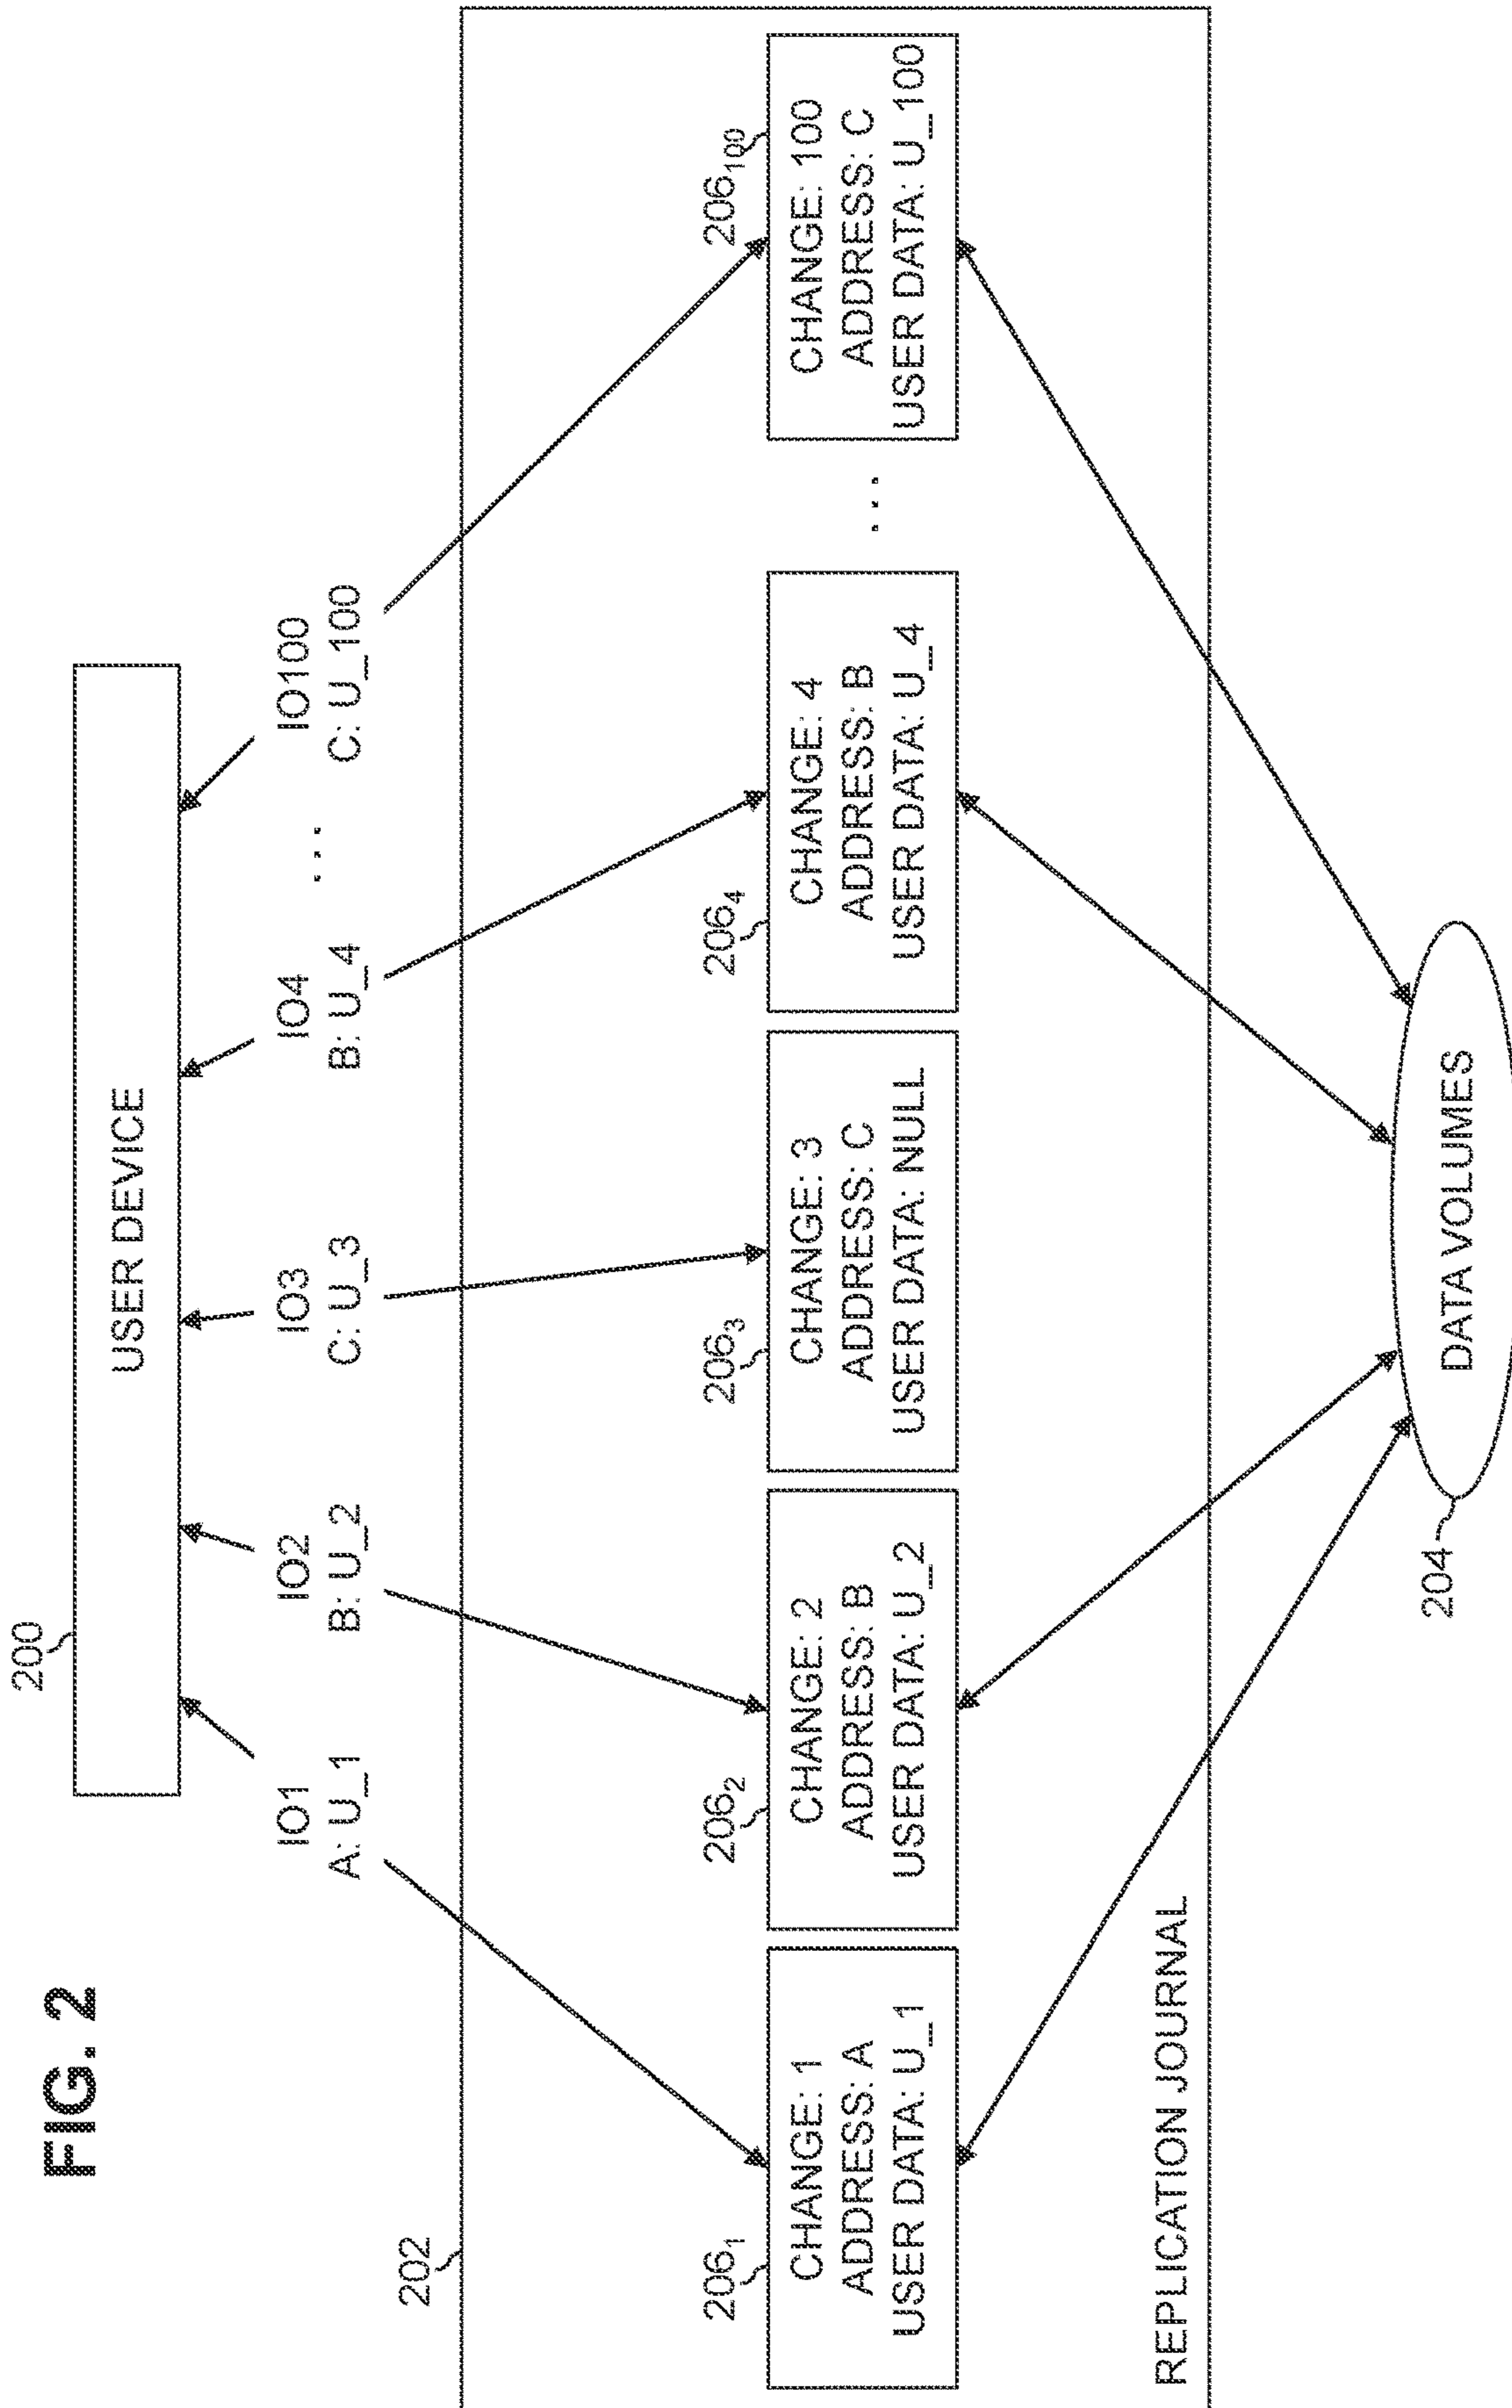 FIG. 2
200
USER DEVICE
IO1
A: U_1
IO2
B: U_2
IO3
C: U_3
IO4
B: U_4
. . .
IO100
C: U_100
202
206₁
CHANGE: 1
ADDRESS: A
USER DATA: U_1
206₂
CHANGE: 2
ADDRESS: B
USER DATA: U_2
206₃
CHANGE: 3
ADDRESS: C
USER DATA: NULL
206₄
CHANGE: 4
ADDRESS: B
USER DATA: U_4
. . .
206₁₀₀
CHANGE: 100
ADDRESS: C
USER DATA: U_100
REPLICATION JOURNAL
204
DATA VOLUMES